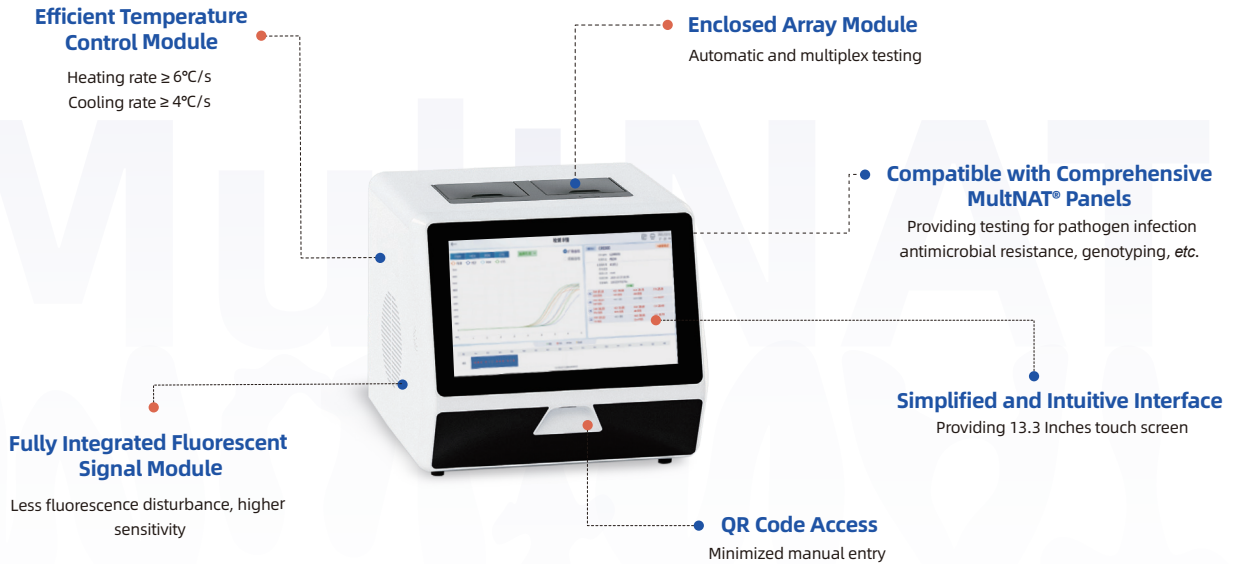 Efficient Temperature
Control Module
Heating rate ≥ 6℃/s
Cooling rate ≥ 4℃/s
Enclosed Array Module
Automatic and multiplex testing
Compatible with Comprehensive
MultNAT® Panels
Providing testing for pathogen infection
antimicrobial resistance, genotyping, etc.
Simplified and Intuitive Interface
Providing 13.3 Inches touch screen
Fully Integrated Fluorescent
Signal Module
Less fluorescence disturbance, higher
sensitivity
QR Code Access
Minimized manual entry
MultNAT